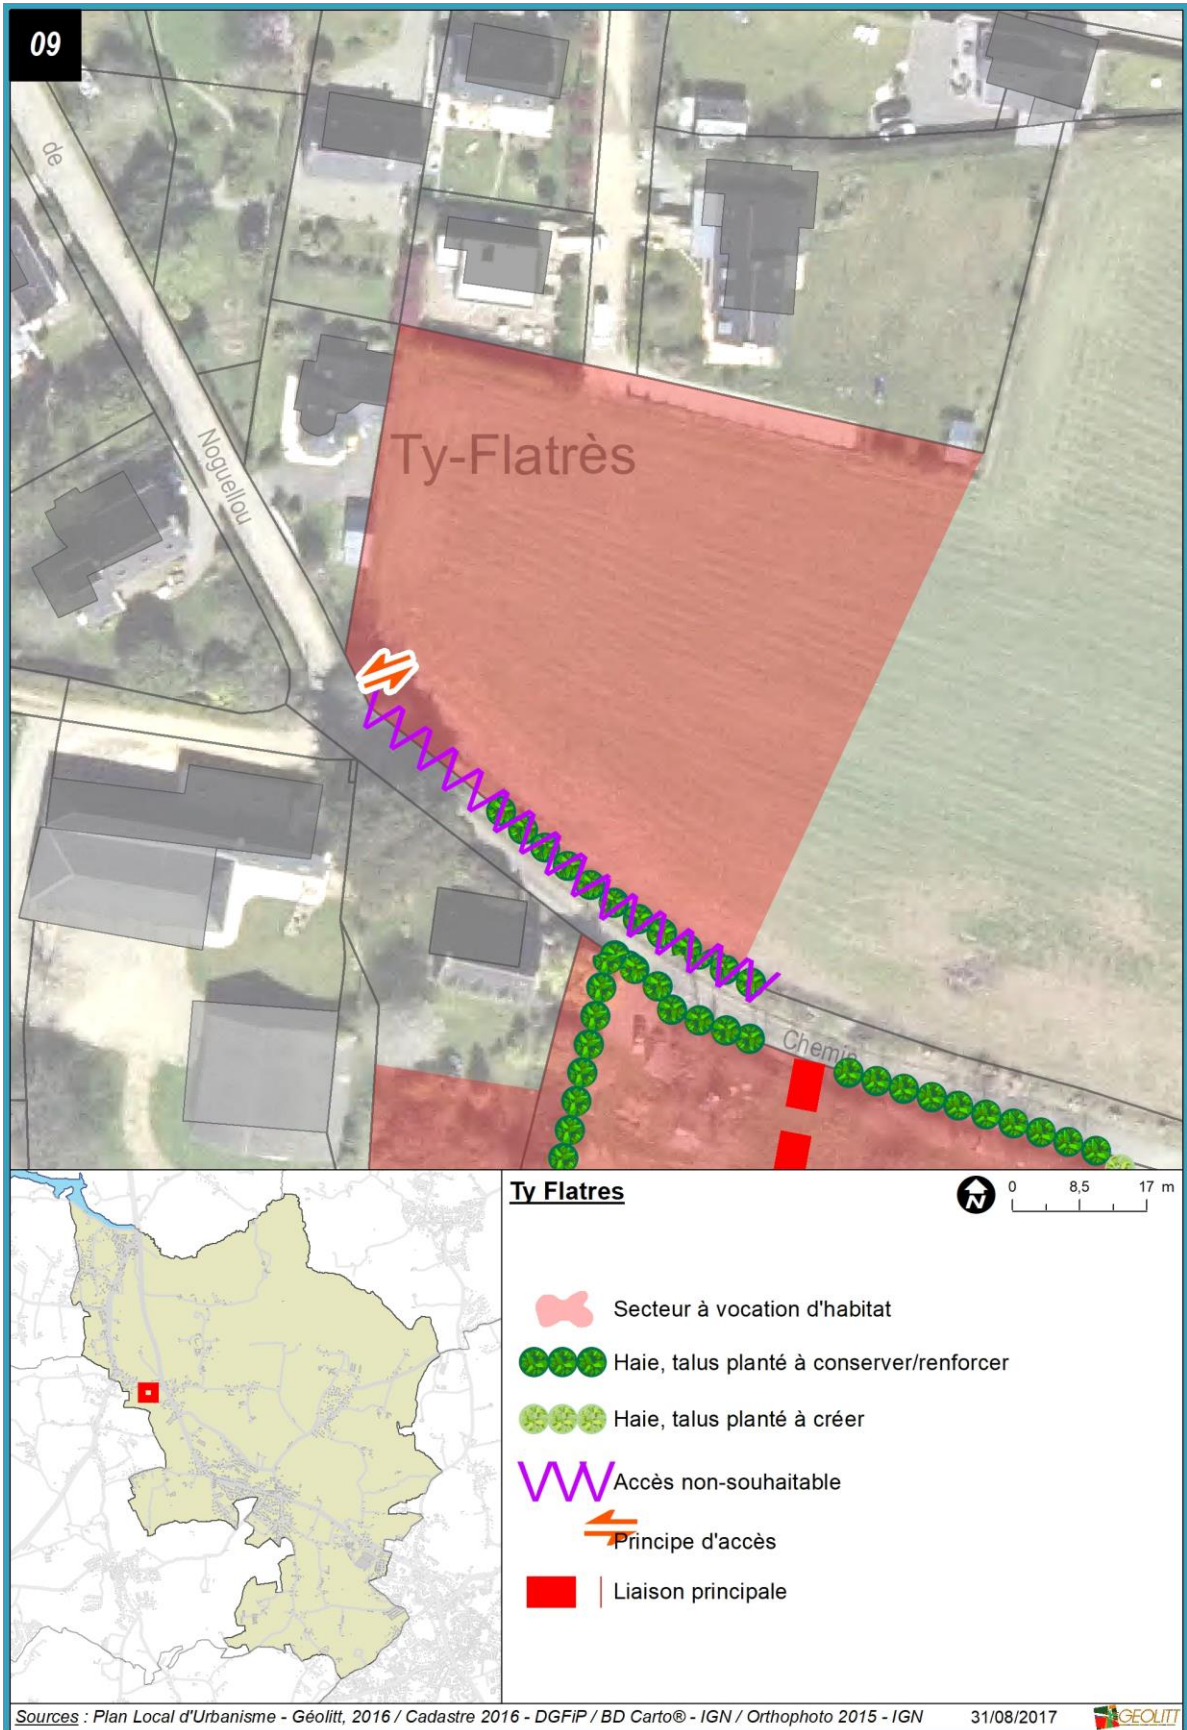 09
de
Noguellou
Ty-Flatrès
Chemin
Ty Flatres
N
0 8,5 17 m
Secteur à vocation d'habitat
Haie, talus planté à conserver/renforcer
Haie, talus planté à créer
Accès non-souhaitable
Principe d'accès
Liaison principale
Sources : Plan Local d'Urbanisme - Géolitt, 2016 / Cadastre 2016 - DGFiP / BD Carto® - IGN / Orthophoto 2015 - IGN 31/08/2017 GEOLITT